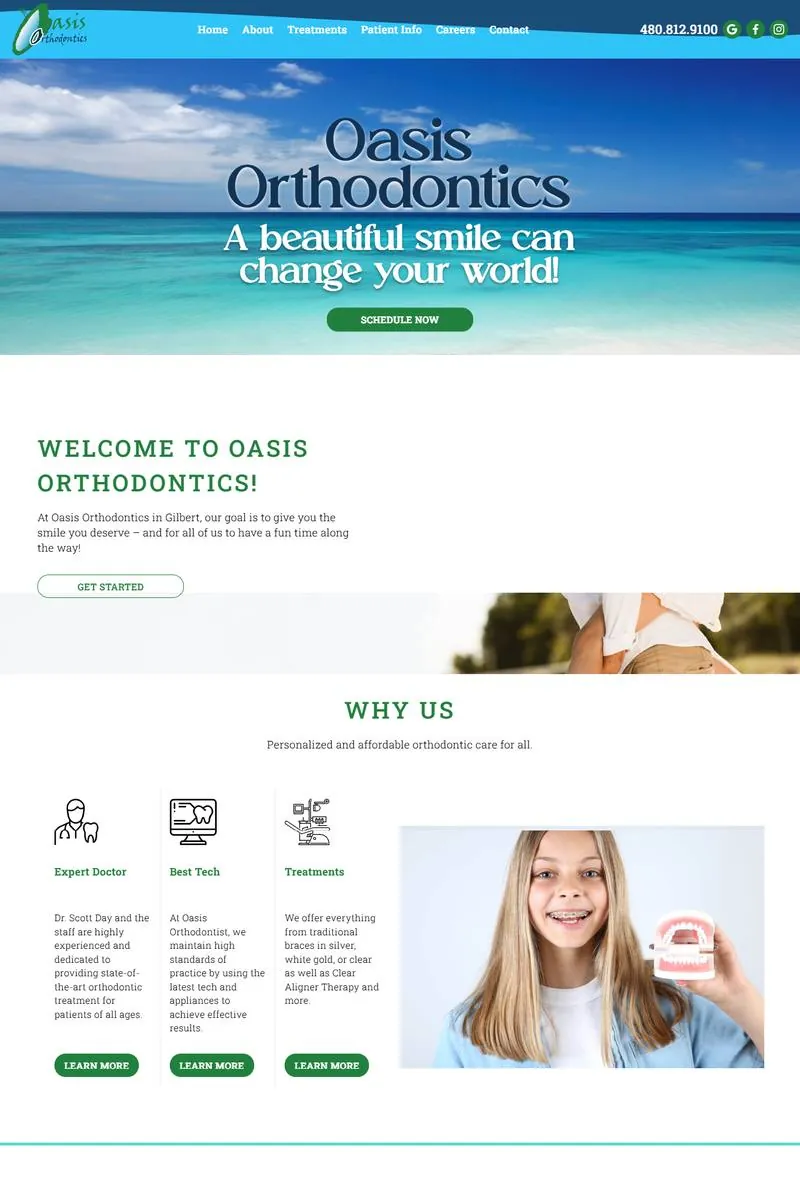 Oasis
Orthodontics
Home About Treatments Patient Info Careers Contact
480.812.9100
Oasis
Orthodontics
A beautiful smile can
change your world!
SCHEDULE NOW
WELCOME TO OASIS
ORTHODONTICS!
At Oasis Orthodontics in Gilbert, our goal is to give you the
smile you deserve – and for all of us to have a fun time along
the way!
GET STARTED
WHY US
Personalized and affordable orthodontic care for all.
Expert Doctor
Dr. Scott Day and the
staff are highly
experienced and
dedicated to
providing state-of-
the-art orthodontic
treatment for
patients of all ages.
LEARN MORE
Best Tech
At Oasis
Orthodontist, we
maintain high
standards of
practice by using the
latest tech and
appliances to
achieve effective
results.
LEARN MORE
Treatments
We offer everything
from traditional
braces in silver,
white gold, or clear
as well as Clear
Aligner Therapy and
more.
LEARN MORE